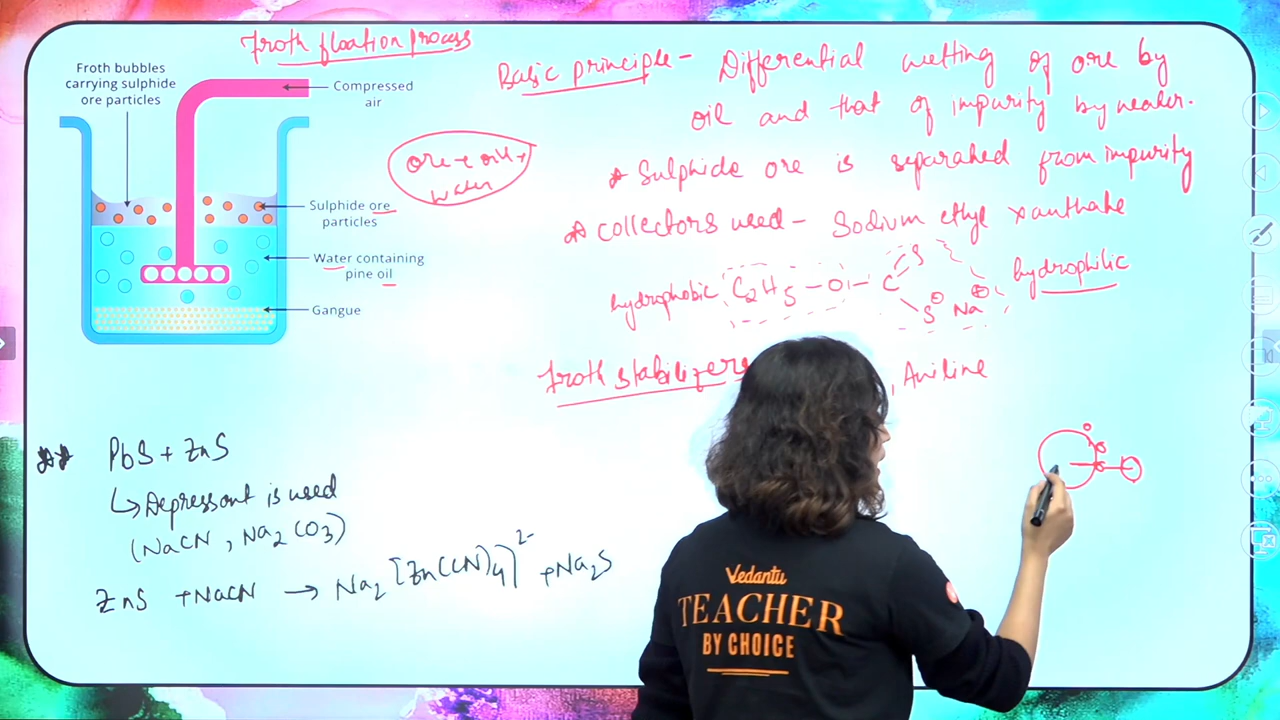 Froth floation process
Froth bubbles
carrying sulphide
ore particles
Compressed
air
Sulphide ore
particles
Water containing
pine oil
Gangue
ore + oil +
water
Basic principle - Differential wetting of ore by
oil and that of impurity by water.
* Sulphide ore is separated from impurity
* Collectors used - Sodium ethyl xanthate
hydrophobic C2H5 - O - C S S⊖ Na⊕ hydrophilic
Froth stabilizers , Aniline
** PbS + ZnS
↳ Depressant is used
(NaCN, Na2CO3)
ZnS + NaCN → Na2[Zn(CN)4]2- + Na2S
Vedantu
TEACHER
BY CHOICE